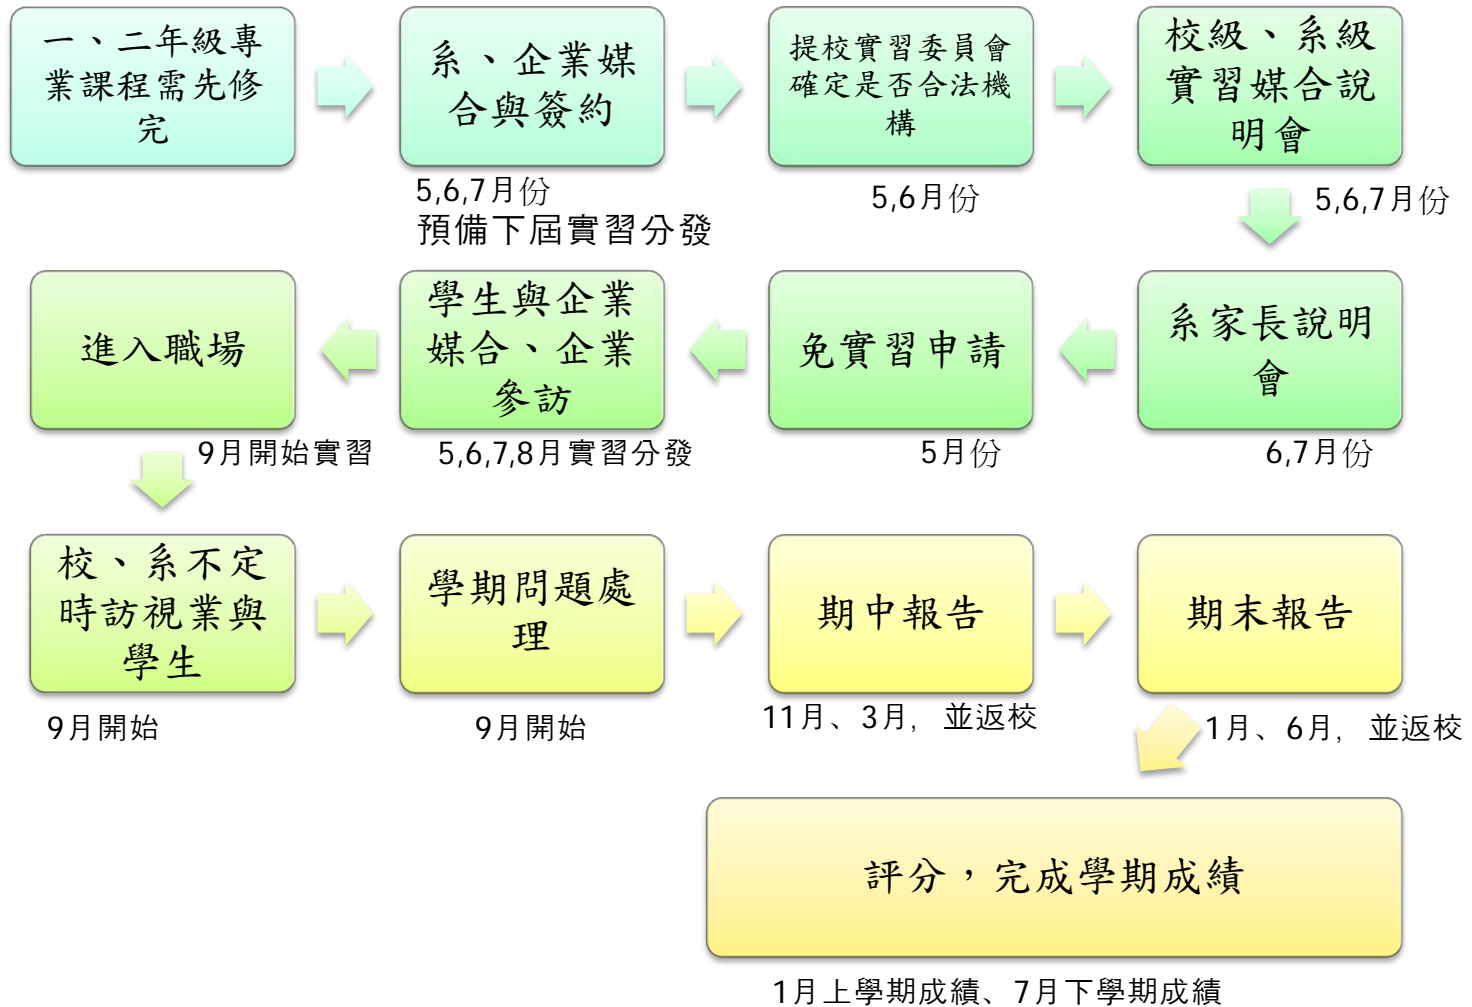 一、二年級專
業課程需先修
完
系、企業媒
合與簽約
5,6,7月份
預備下屆實習分發
提校實習委員會
確定是否合法機
構
5,6月份
校級、系級
實習媒合說
明會
5,6,7月份
系家長說明
會
6,7月份
免實習申請
5月份
學生與企業
媒合、企業
參訪
5,6,7,8月實習分發
進入職場
9月開始實習
校、系不定
時訪視業與
學生
9月開始
學期問題處
理
9月開始
期中報告
11月、3月, 並返校
期末報告
1月、6月, 並返校
評分，完成學期成績
1月上學期成績、7月下學期成績